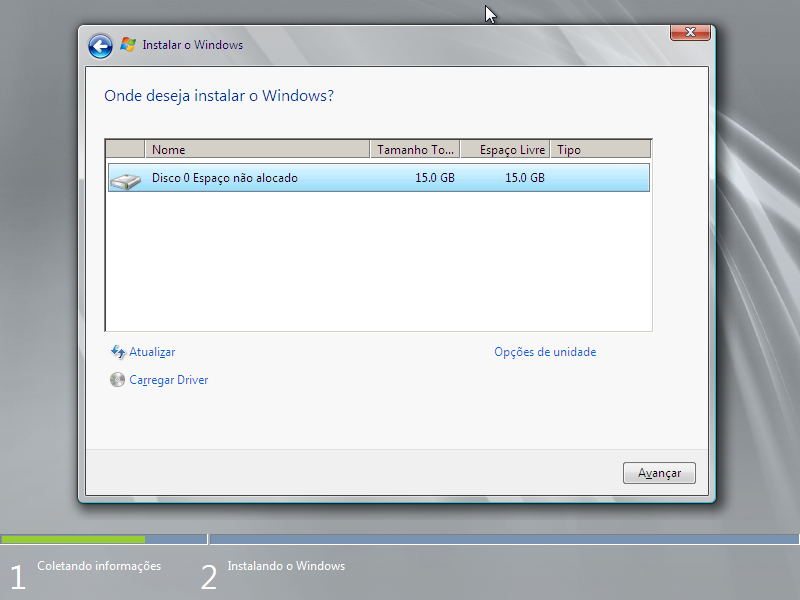 Instalar o Windows
Onde deseja instalar o Windows?
Nome Tamanho To... Espaço Livre Tipo
Disco 0 Espaço não alocado 15.0 GB 15.0 GB
Atualizar Opções de unidade
Carregar Driver
Avançar
1 Coletando informações 2 Instalando o Windows